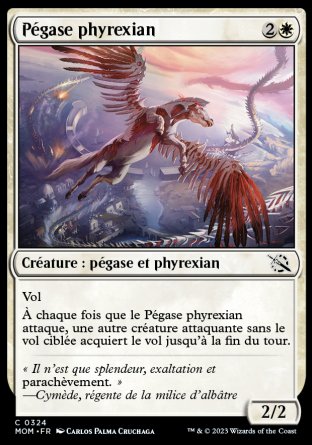 Pégase phyrexian 2
Créature : pégase et phyrexian
Vol
À chaque fois que le Pégase phyrexian
attaque, une autre créature attaquante sans le
vol ciblée acquiert le vol jusqu'à la fin du tour.
« Il n'est que splendeur, exaltation et
parachèvement. »
—Cymède, régente de la milice d'albâtre
2/2
C 0324
MOM • FR Carlos Palma Cruchaga
™ & © 2023 Wizards of the Coast